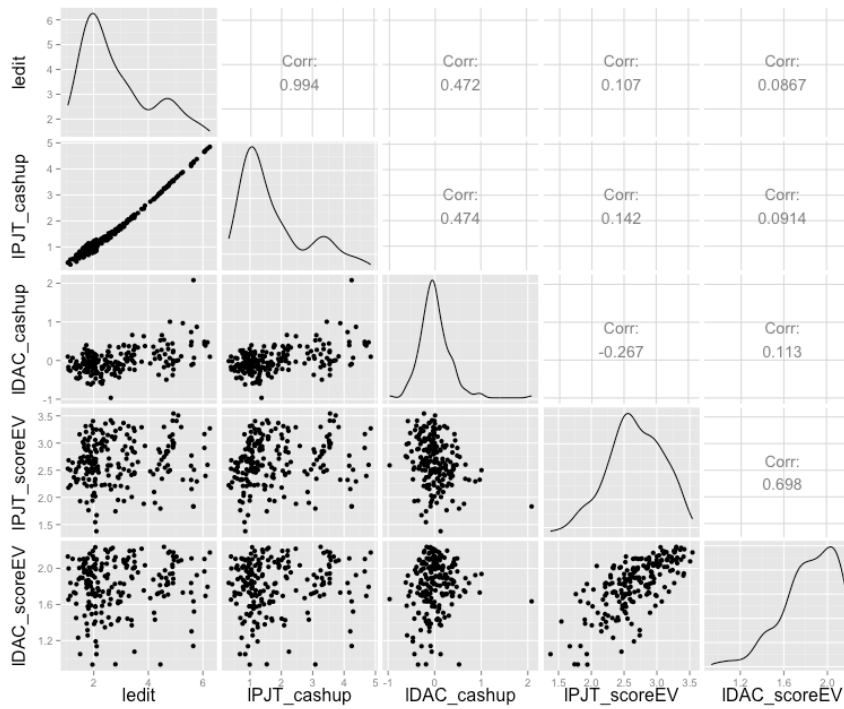 ledit
6
5
4
3
2
Corr:
0.994
Corr:
0.472
Corr:
0.107
Corr:
0.0867
lPJT_cashup
5
4
3
2
1
Corr:
0.474
Corr:
0.142
Corr:
0.0914
lDAC_cashup
2
1
0
-1
Corr:
-0.267
Corr:
0.113
lPJT_scoreEV
3.5
3.0
2.5
2.0
1.5
Corr:
0.698
lDAC_scoreEV
2.0
1.6
1.2
2 4 6
0 1 2 3 4 5
-1 0 1 2
1.5 2.0 2.5 3.0 3.5
1.2 1.6 2.0
ledit
lPJT_cashup
lDAC_cashup
lPJT_scoreEV
lDAC_scoreEV